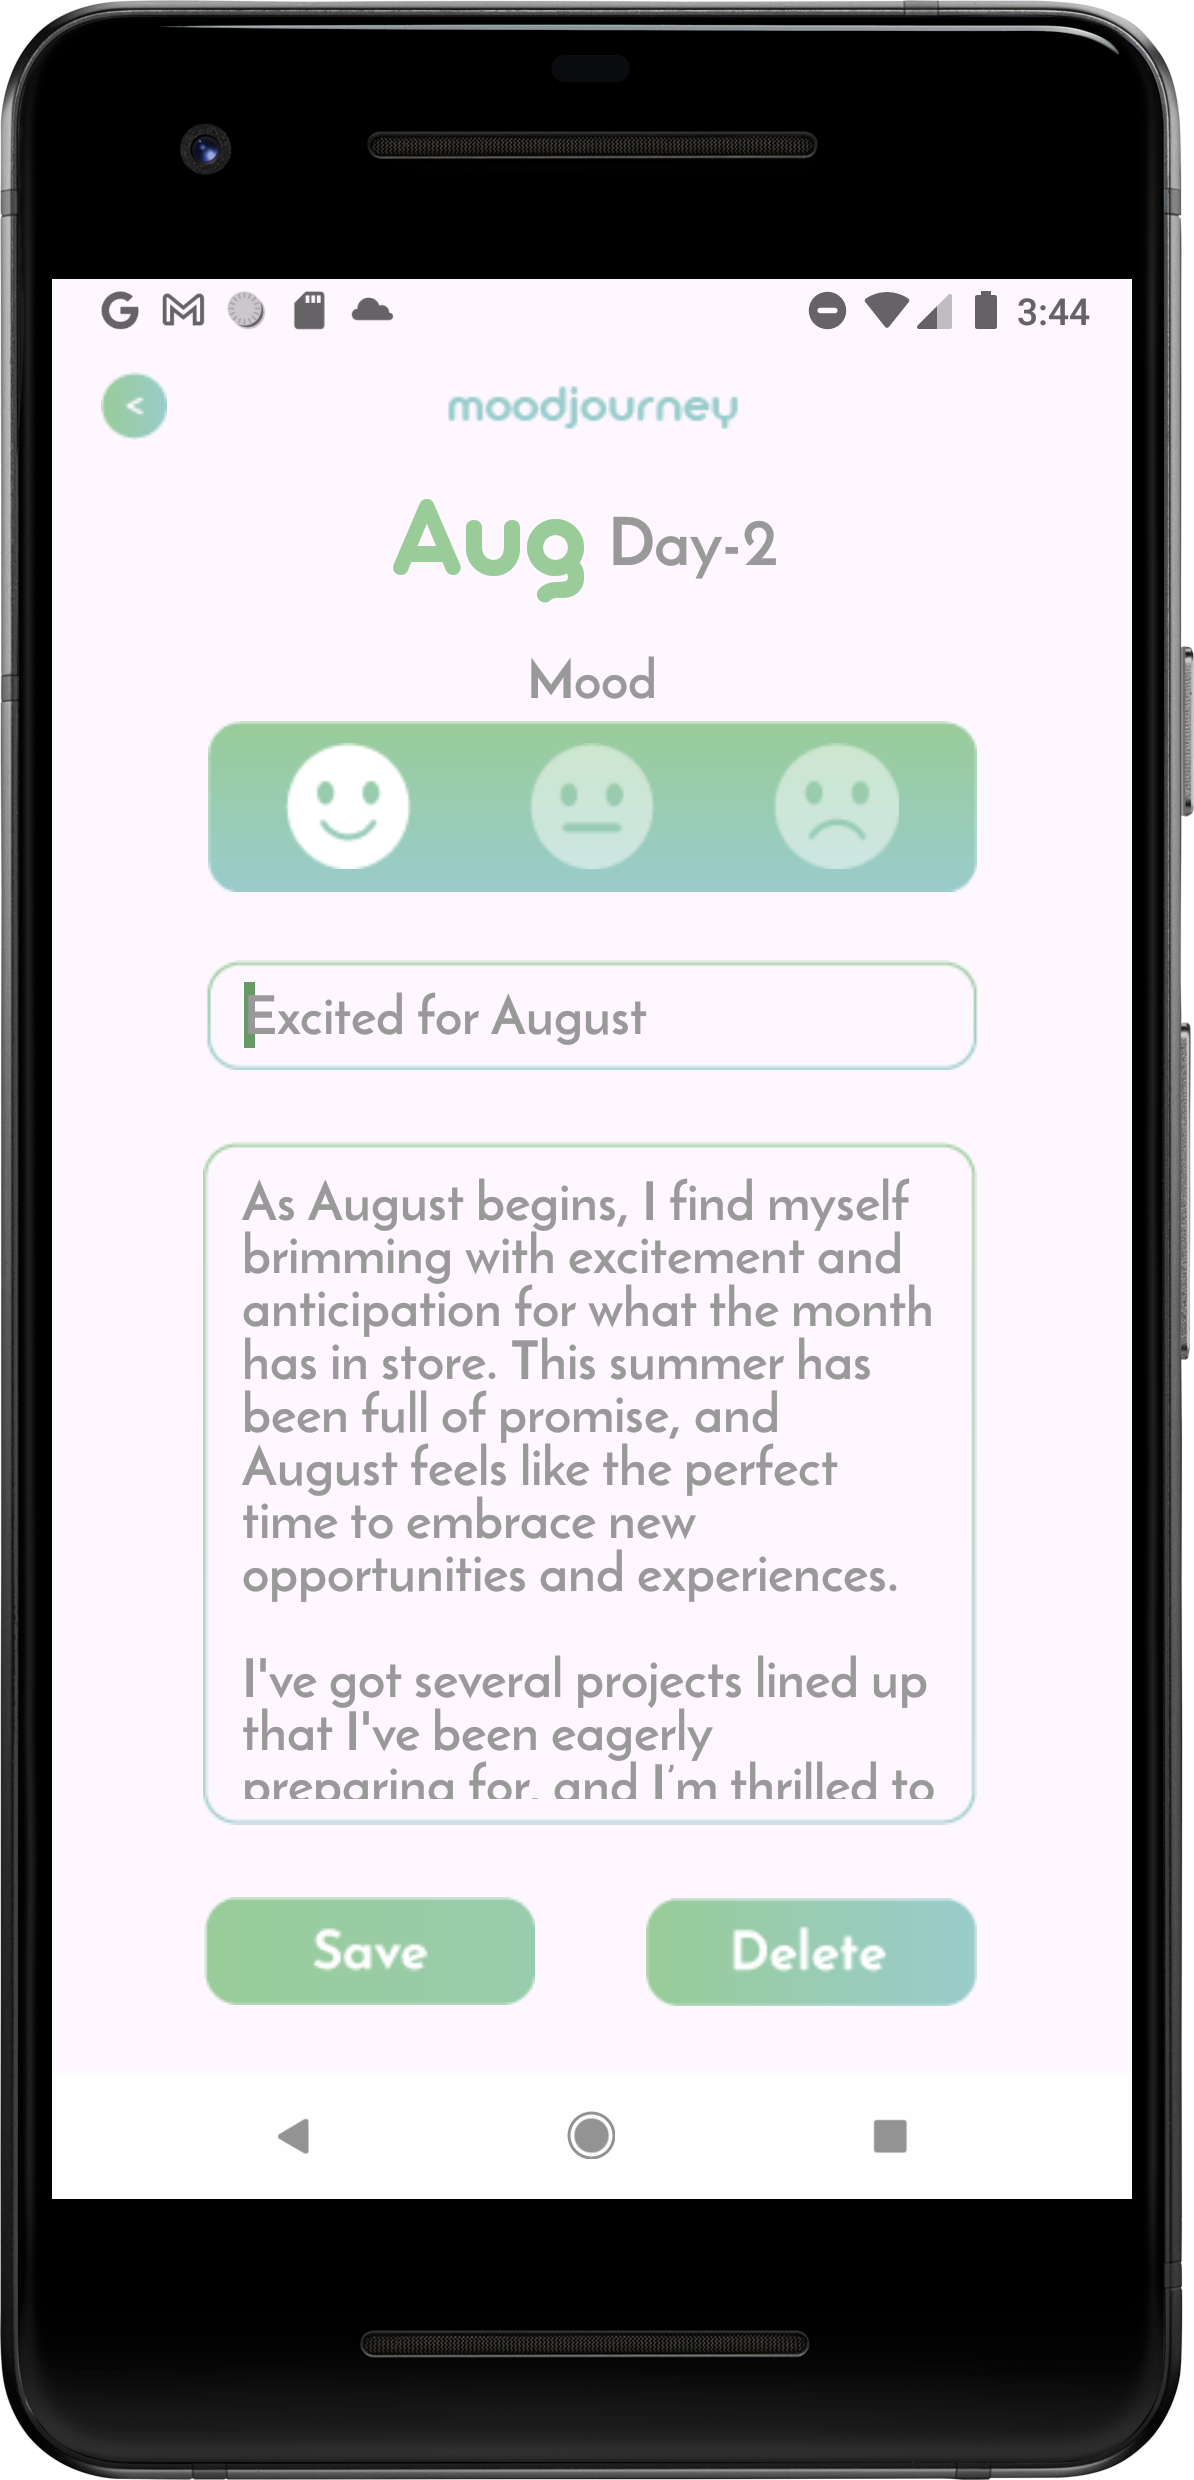 3:44
<
moodjourney
Aug Day-2
Mood
Excited for August
As August begins, I find myself
brimming with excitement and
anticipation for what the month
has in store. This summer has
been full of promise, and
August feels like the perfect
time to embrace new
opportunities and experiences.
I've got several projects lined up
that I've been eagerly
preparing for, and I'm thrilled to
Save Delete